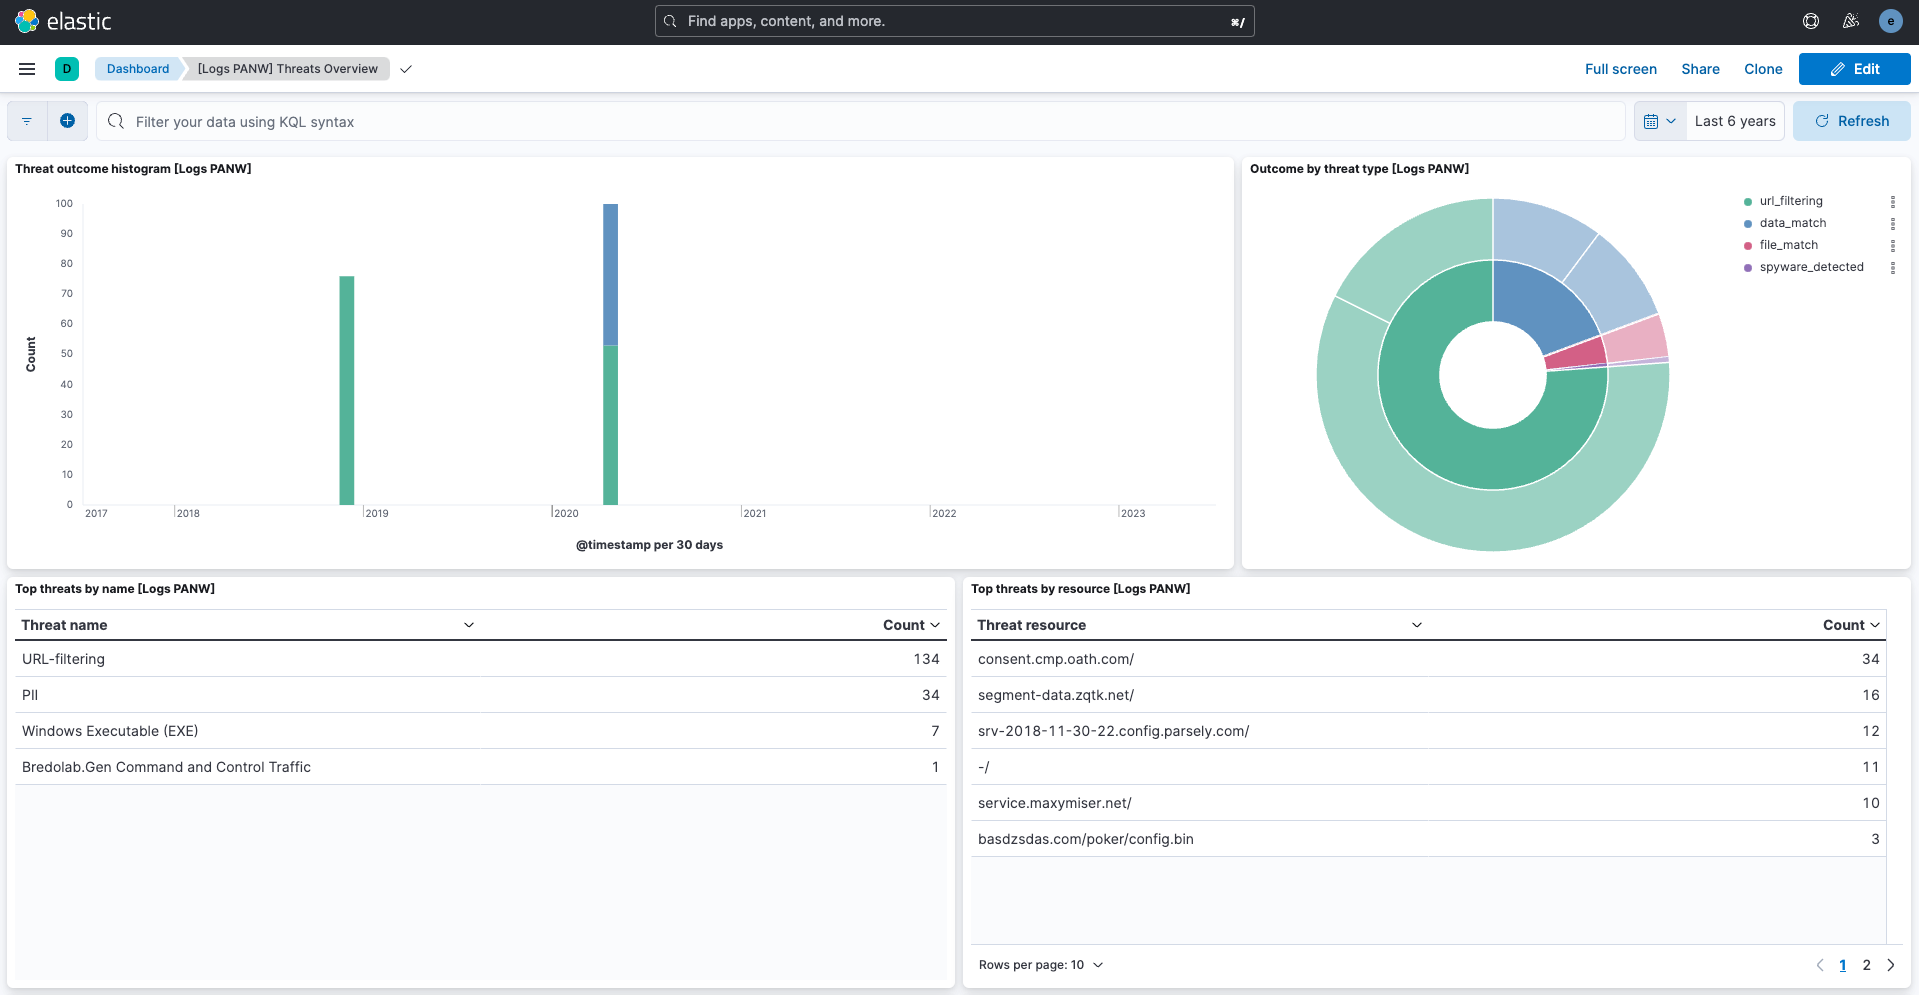 elastic
Find apps, content, and more.
⌘/
e
D
Dashboard
[Logs PANW] Threats Overview
Full screen
Share
Clone
Edit
Filter your data using KQL syntax
Last 6 years
Refresh
Threat outcome histogram [Logs PANW]
Count
100
90
80
70
60
50
40
30
20
10
0
2017
2018
2019
2020
2021
2022
2023
@timestamp per 30 days
Outcome by threat type [Logs PANW]
url_filtering
data_match
file_match
spyware_detected
Top threats by name [Logs PANW]
Threat name Count
URL-filtering 134
PII 34
Windows Executable (EXE) 7
Bredolab.Gen Command and Control Traffic 1
Top threats by resource [Logs PANW]
Threat resource Count
consent.cmp.oath.com/ 34
segment-data.zqtk.net/ 16
srv-2018-11-30-22.config.parsely.com/ 12
-/ 11
service.maxymiser.net/ 10
basdzsdas.com/poker/config.bin 3
Rows per page: 10
1 2